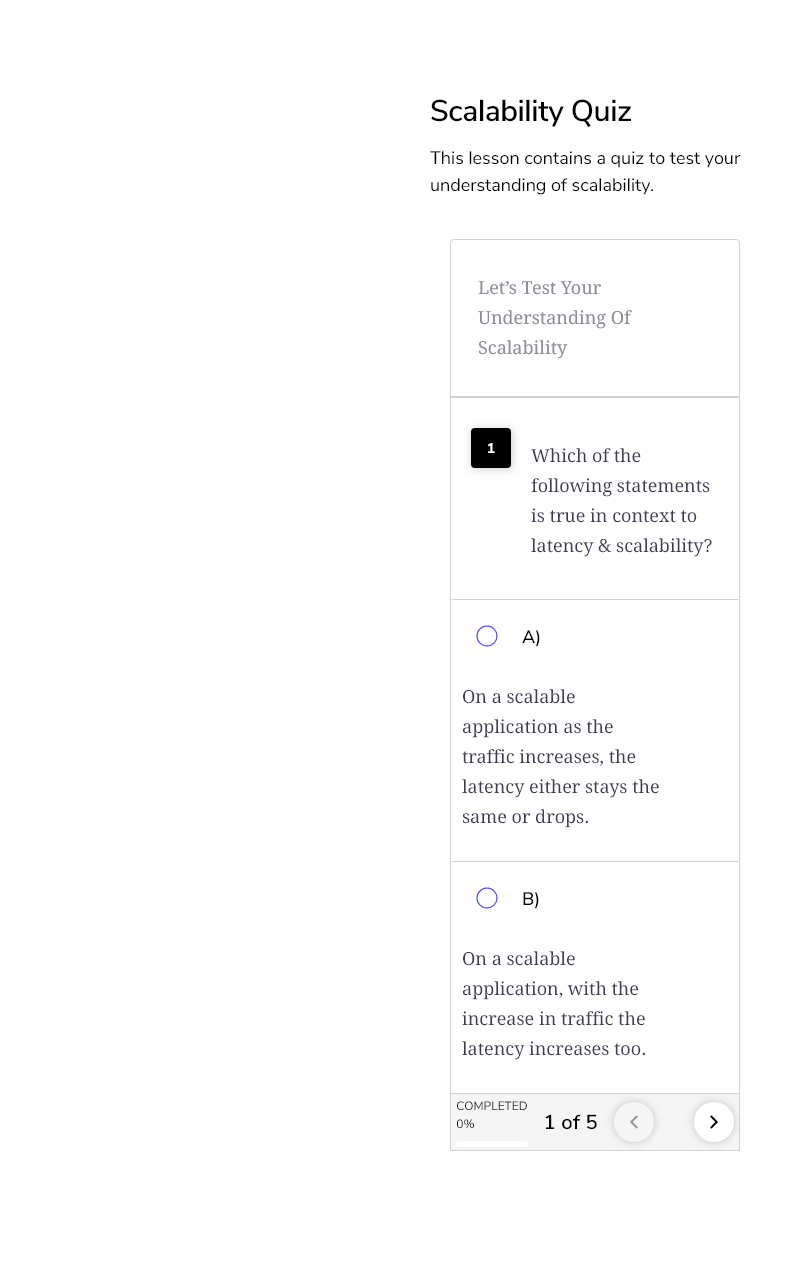 Scalability Quiz
This lesson contains a quiz to test your
understanding of scalability.
Let’s Test Your
Understanding Of
Scalability
1
Which of the
following statements
is true in context to
latency & scalability?
A)
On a scalable
application as the
traffic increases, the
latency either stays the
same or drops.
B)
On a scalable
application, with the
increase in traffic the
latency increases too.
COMPLETED
0%
1 of 5